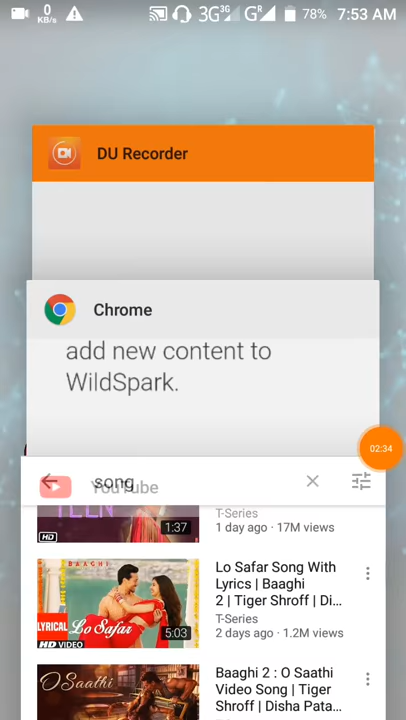 0
KB/s
3G 3G
G R
78%
7:53 AM
DU Recorder
Chrome
add new content to
WildSpark.
02:34
song
YouTube
TEEN
1:37
HD
T-Series
1 day ago · 17M views
BAAGHI
LYRICAL
Lo Safar
HD VIDEO
5:03
Lo Safar Song With
Lyrics | Baaghi
2 | Tiger Shroff | Di...
T-Series
2 days ago · 1.2M views
O Saathi
Baaghi 2 : O Saathi
Video Song | Tiger
Shroff | Disha Pata...